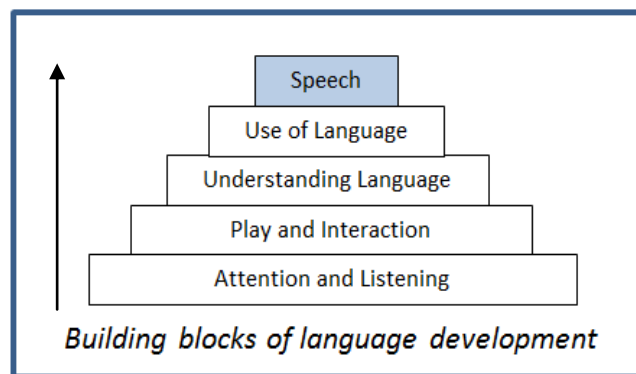 Speech
Use of Language
Understanding Language
Play and Interaction
Attention and Listening
Building blocks of language development